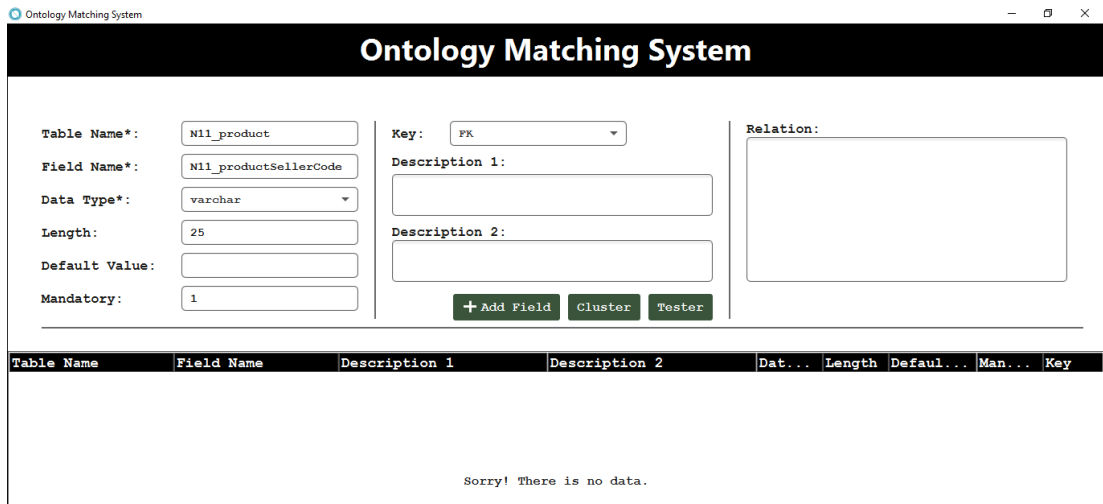 Ontology Matching System
Ontology Matching System
Table Name*: N11_product
Field Name*: N11_productSellerCode
Data Type*: varchar
Length: 25
Default Value:
Mandatory: 1
Key: FK
Description 1:
Description 2:
+ Add Field Cluster Tester
Relation:
Table Name Field Name Description 1 Description 2 Dat... Length Defaul... Man... Key
Sorry! There is no data.